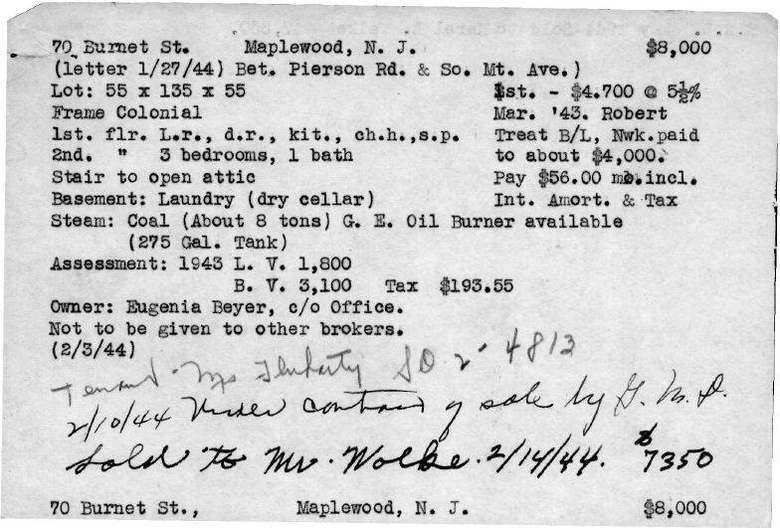 70 Burnet St. Maplewood, N. J. $8,000
(letter 1/27/44) Bet. Pierson Rd. & So. Mt. Ave.)
Lot: 55 x 135 x 55 1st. - $4.700 @ 5½%
Frame Colonial Mar. '43. Robert
1st. flr. L.r., d.r., kit., ch.h.,s.p. Treat B/L, Nwk.paid
2nd. " 3 bedrooms, 1 bath to about $4,000.
Stair to open attic Pay $56.00 mo.incl.
Basement: Laundry (dry cellar) Int. Amort. & Tax
Steam: Coal (About 8 tons) G. E. Oil Burner available
(275 Gal. Tank)
Assessment: 1943 L. V. 1,800
B. V. 3,100 Tax $193.55
Owner: Eugenia Beyer, c/o Office.
Not to be given to other brokers.
(2/3/44)
Tenant - Mrs Fluharty SO 2 - 4813
2/10/44 Under contract of sale by G. M. D.
Sold to Mr. Wolbe. 2/14/44. $7350
70 Burnet St., Maplewood, N. J. $8,000